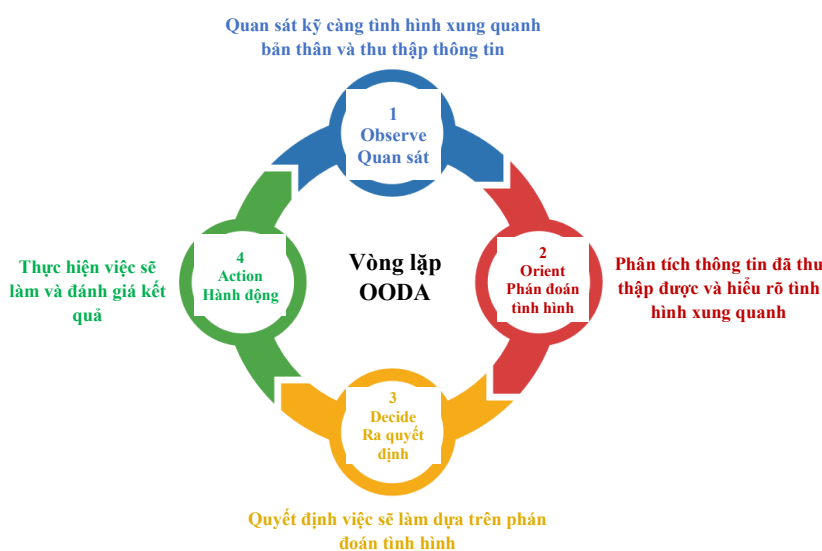 Quan sát kỹ càng tình hình xung quanh
bản thân và thu thập thông tin
1
Observe
Quan sát
Vòng lặp
OODA
2
Orient
Phán đoán
tình hình
Phân tích thông tin đã thu
thập được và hiểu rõ tình
hình xung quanh
3
Decide
Ra quyết
định
Quyết định việc sẽ làm dựa trên phán
đoán tình hình
4
Action
Hành động
Thực hiện việc sẽ
làm và đánh giá kết
quả